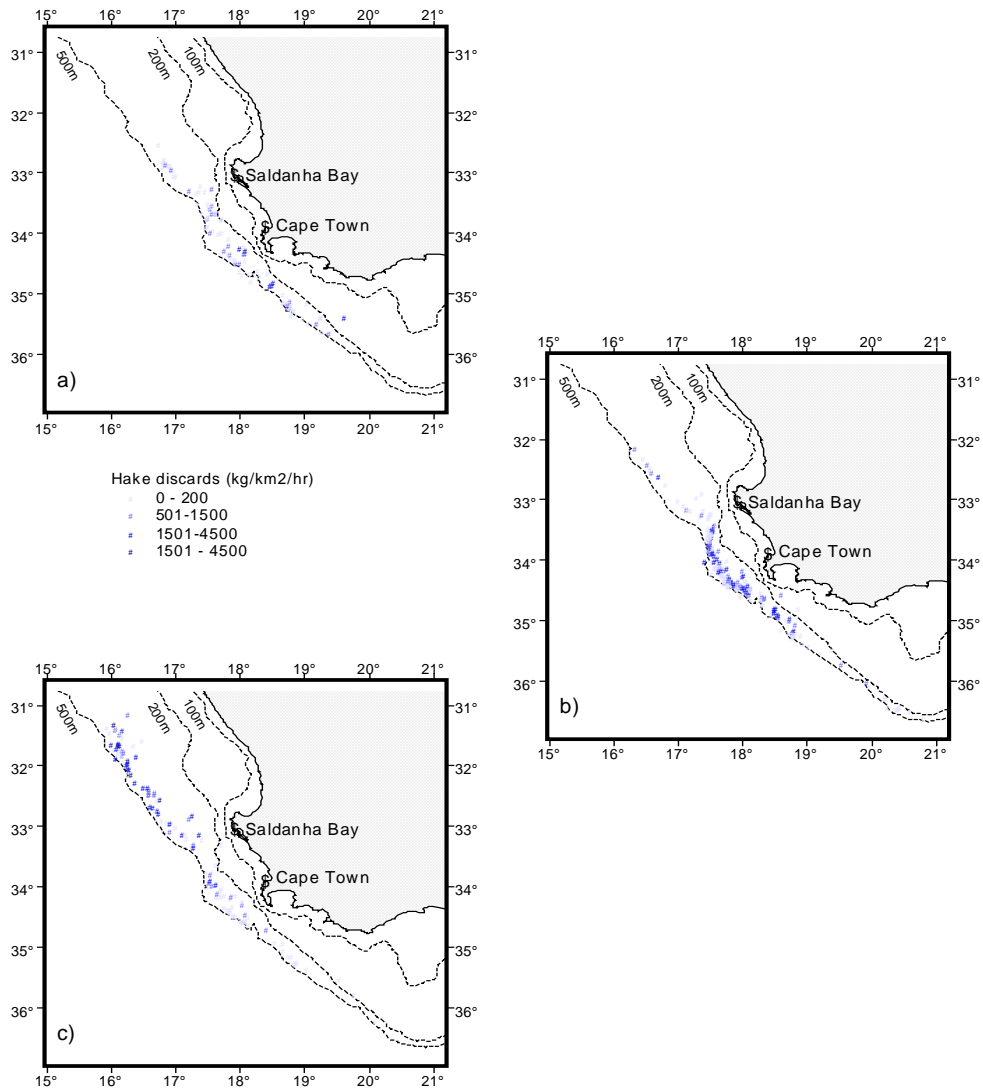 15° 16° 17° 18° 19° 20° 21°
31° 31°
500m 200m 100m
32° 32°
33° Saldanha Bay 33°
Cape Town
34° 34°
35° 35°
36° 36°
a)
15° 16° 17° 18° 19° 20° 21°
Hake discards (kg/km2/hr)
0 - 200
501-1500
1501-4500
1501 - 4500
15° 16° 17° 18° 19° 20° 21°
31° 31°
500m 200m 100m
32° 32°
33° Saldanha Bay 33°
Cape Town
34° 34°
35° 35°
36° 36°
b)
15° 16° 17° 18° 19° 20° 21°
15° 16° 17° 18° 19° 20° 21°
31° 31°
500m 200m 100m
32° 32°
33° Saldanha Bay 33°
Cape Town
34° 34°
35° 35°
36° 36°
c)
15° 16° 17° 18° 19° 20° 21°